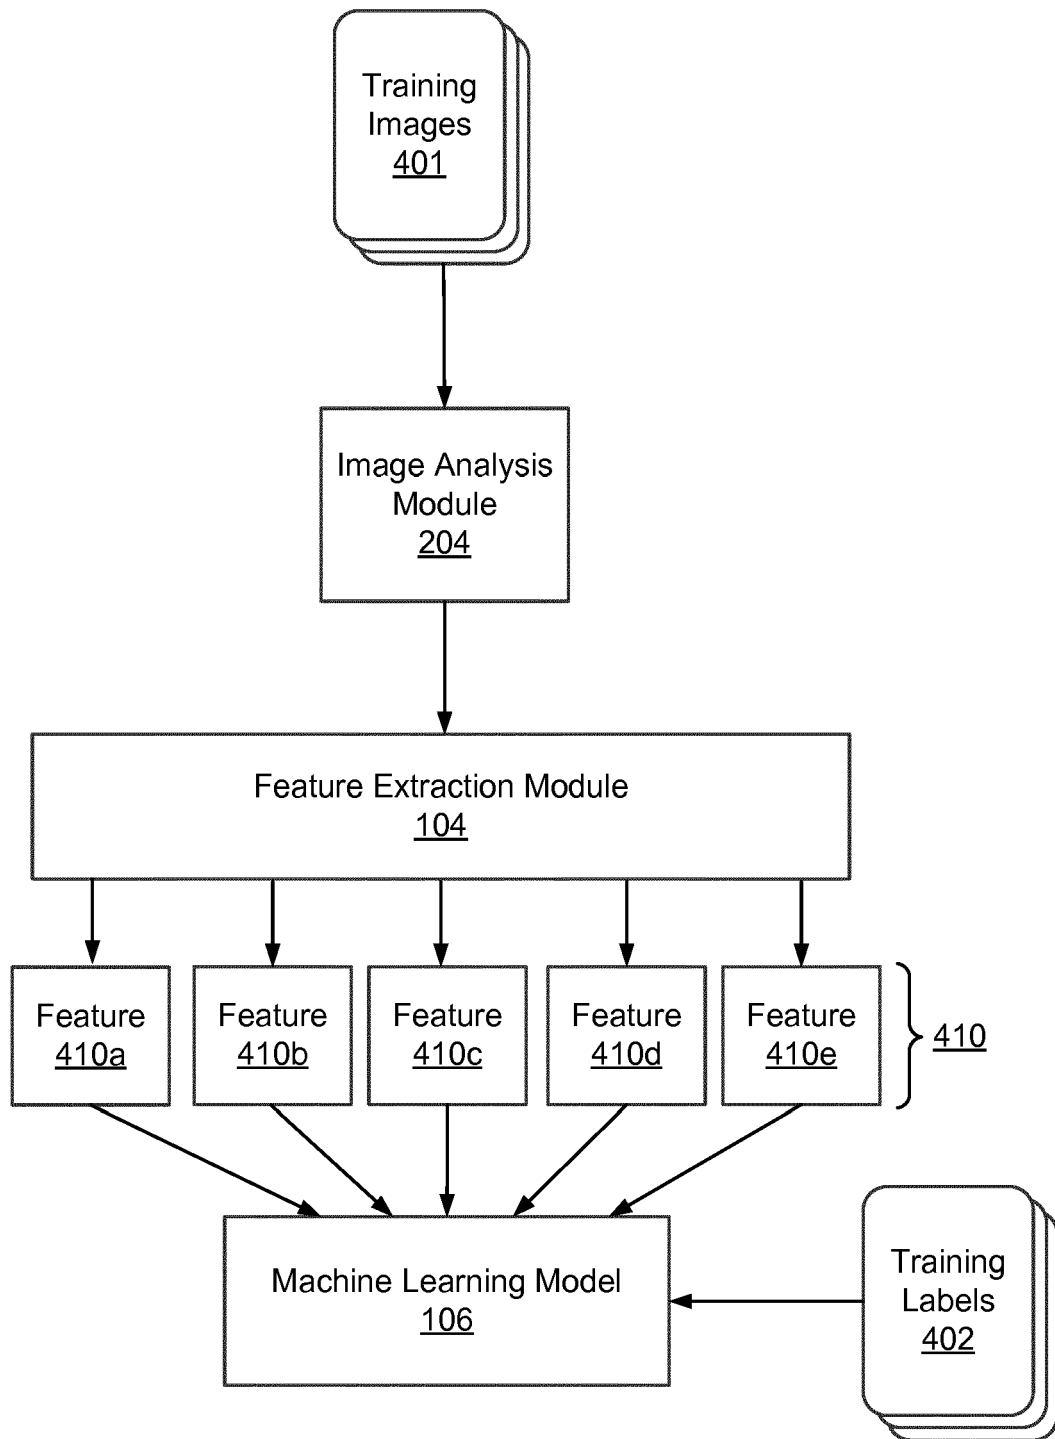 Training
Images
401
Image Analysis
Module
204
Feature Extraction Module
104
Feature
410a
Feature
410b
Feature
410c
Feature
410d
Feature
410e
410
Machine Learning Model
106
Training
Labels
402